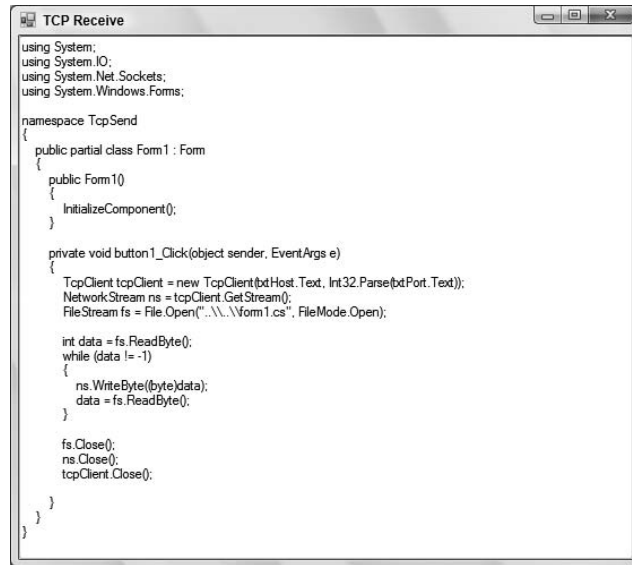 TCP Receive
using System;
using System.IO;
using System.Net.Sockets;
using System.Windows.Forms;

namespace TcpSend
{
    public partial class Form1 : Form
    {
        public Form1()
        {
            InitializeComponent();
        }

        private void button1_Click(object sender, EventArgs e)
        {
            TcpClient tcpClient = new TcpClient(txtHost.Text, Int32.Parse(txtPort.Text));
            NetworkStream ns = tcpClient.GetStream();
            FileStream fs = File.Open("..\\..\\form1.cs", FileMode.Open);

            int data = fs.ReadByte();
            while (data != -1)
            {
                ns.WriteByte((byte)data);
                data = fs.ReadByte();
            }

            fs.Close();
            ns.Close();
            tcpClient.Close();

        }
    }
}